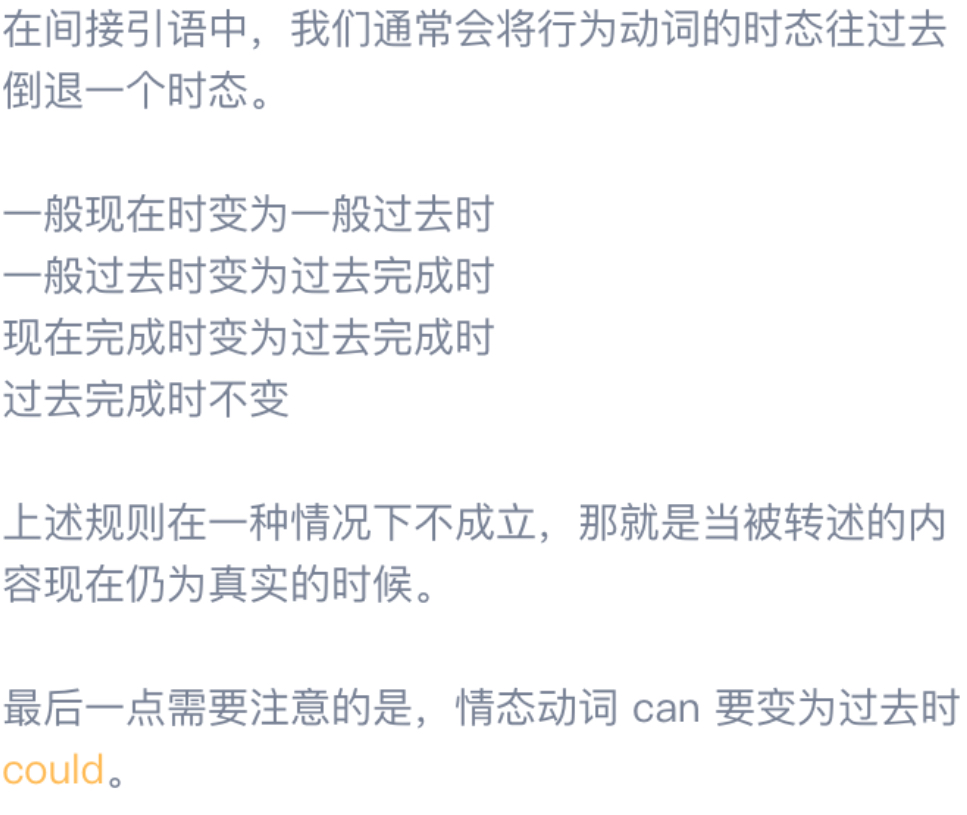 在间接引语中，我们通常会将行为动词的时态往过去
倒退一个时态。
一般现在时变为一般过去时
一般过去时变为过去完成时
现在完成时变为过去完成时
过去完成时不变
上述规则在一种情况下不成立，那就是当被转述的内
容现在仍为真实的时候。
最后一点需要注意的是，情态动词 can 要变为过去时
could。